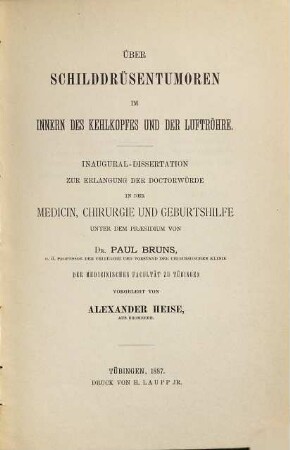 ÜBER
SCHILDDRÜSENTUMOREN
IM
INNERN DES KEHLKOPFES UND DER LUFTRÖHRE.
INAUGURAL-DISSERTATION
ZUR ERLANGUNG DER DOCTORWÜRDE
IN DER
MEDICIN, CHIRURGIE UND GEBURTSHILFE
UNTER DEM PRÆSIDIUM VON
DR. PAUL BRUNS,
O. Ö. PROFESSOR DER CHIRURGIE UND VORSTAND DER CHIRURGISCHEN KLINIK
DER MEDICINISCHEN FACULTÄT ZU TÜBINGEN
VORGELEGT VON
ALEXANDER HEISE,
AUS
TÜBINGEN, 1887.
DRUCK VON H. LAUPP JR.